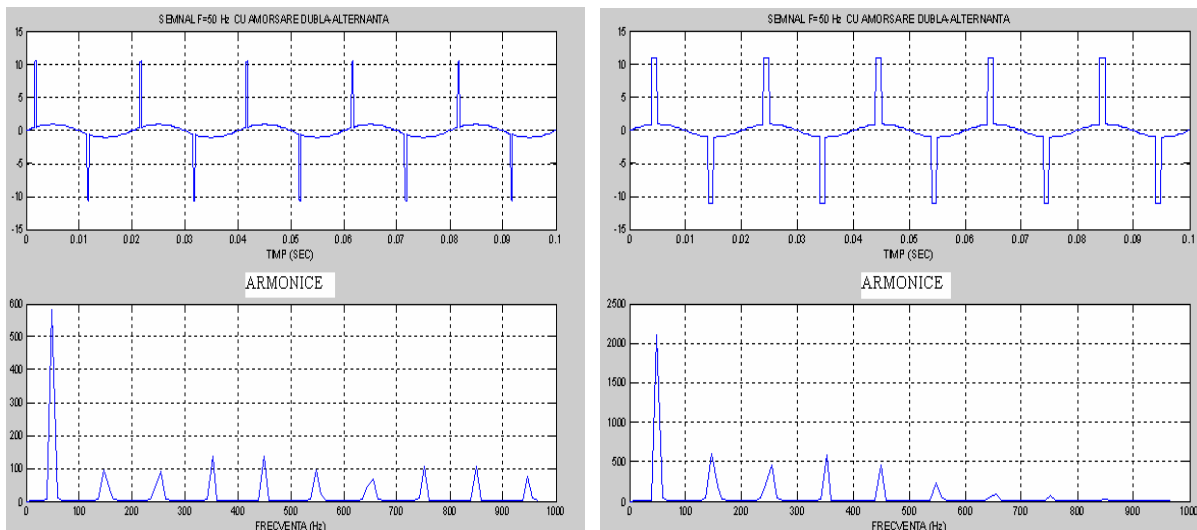 SEMNAL F=50 Hz CU AMORSARE DUBLA-ALTERNANTA
15
10
5
0
-5
-10
-15
0 0.01 0.02 0.03 0.04 0.05 0.06 0.07 0.08 0.09 0.1
TIMP (SEC)
ARMONICE
600
500
400
300
200
100
0
0 100 200 300 400 500 600 700 800 900 1000
FRECVENTA (Hz)
SEMNAL F=50 Hz CU AMORSARE DUBLA-ALTERNANTA
15
10
5
0
-5
-10
-15
0 0.01 0.02 0.03 0.04 0.05 0.06 0.07 0.08 0.09 0.1
TIMP (SEC)
ARMONICE
2500
2000
1500
1000
500
0
0 100 200 300 400 500 600 700 800 900 1000
FRECVENTA (Hz)